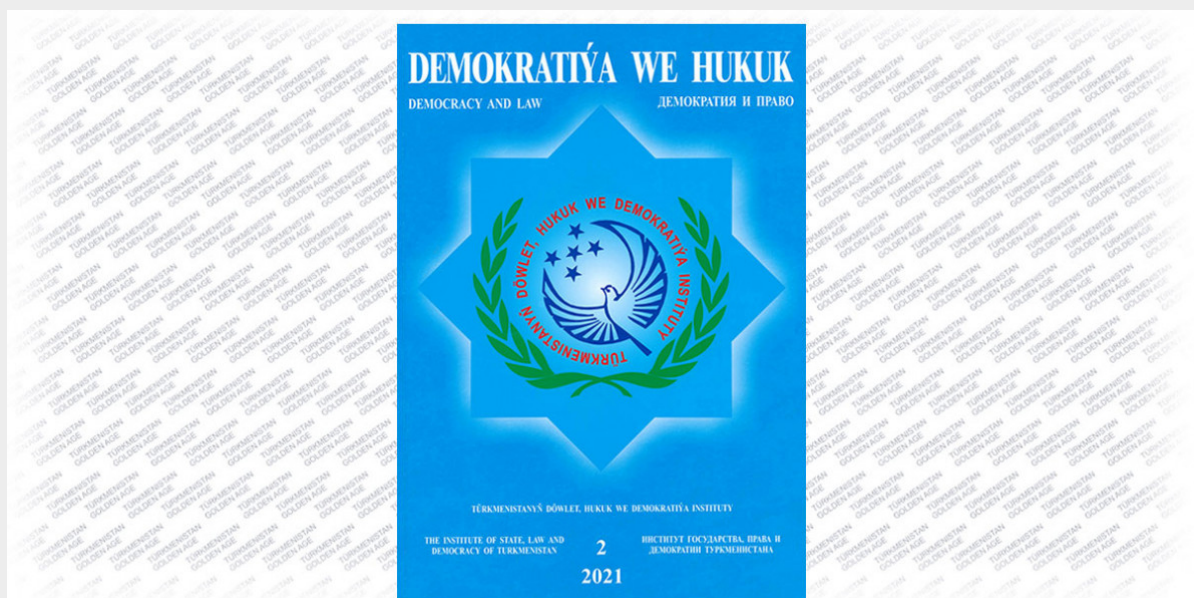 DEMOKRATIÝA WE HUKUK
DEMOCRACY AND LAW
ДЕМОКРАТИЯ И ПРАВО
TÜRKMENISTANYŇ DÖWLET, HUKUK WE DEMOKRATIÝA INSTITUTY
TÜRKMENISTANYŇ DÖWLET, HUKUK WE DEMOKRATIÝA INSTITUTY
THE INSTITUTE OF STATE, LAW AND
DEMOCRACY OF TURKMENISTAN
2
2021
ИНСТИТУТ ГОСУДАРСТВА, ПРАВА И
ДЕМОКРАТИИ ТУРКМЕНИСТАНА
TÜRKMENISTAN
GOLDEN AGE